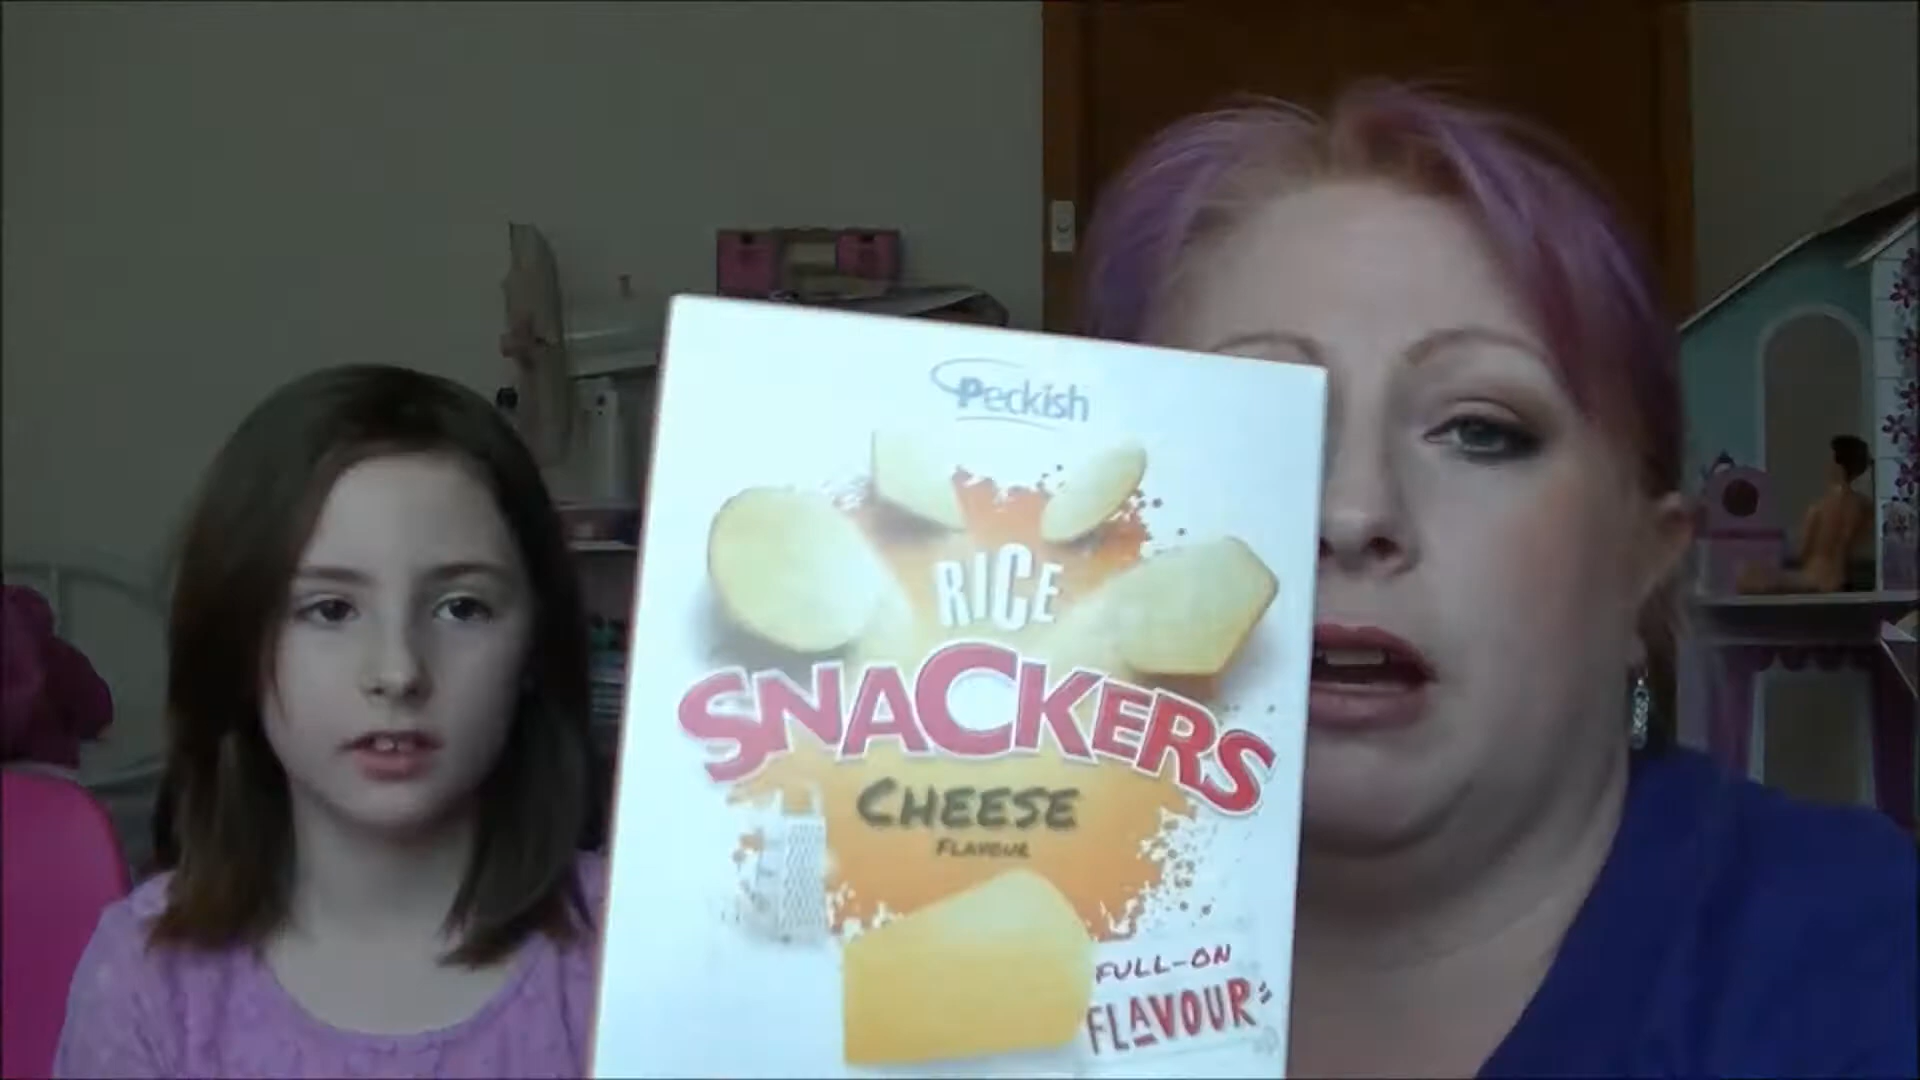 Peckish
RICE
SNACKERS
CHEESE
FLAVOUR
FULL-ON
FLAVOUR